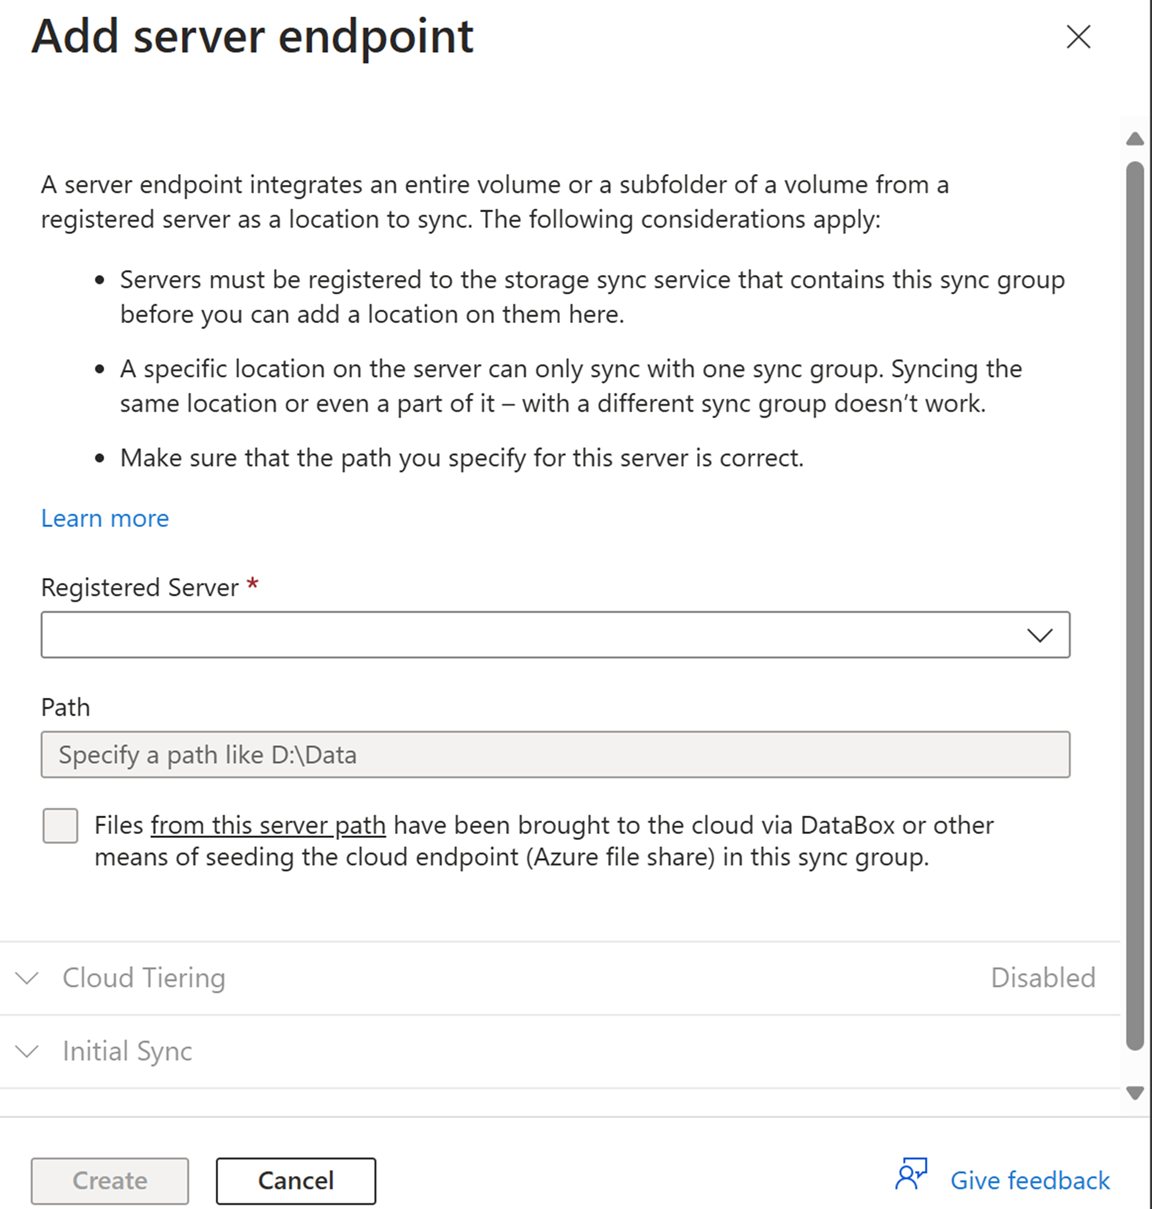 Add server endpoint
A server endpoint integrates an entire volume or a subfolder of a volume from a
registered server as a location to sync. The following considerations apply:
• Servers must be registered to the storage sync service that contains this sync group
before you can add a location on them here.
• A specific location on the server can only sync with one sync group. Syncing the
same location or even a part of it – with a different sync group doesn’t work.
• Make sure that the path you specify for this server is correct.
Learn more
Registered Server *
Path
Specify a path like D:\Data
Files from this server path have been brought to the cloud via DataBox or other
means of seeding the cloud endpoint (Azure file share) in this sync group.
Cloud Tiering Disabled
Initial Sync
Create Cancel Give feedback